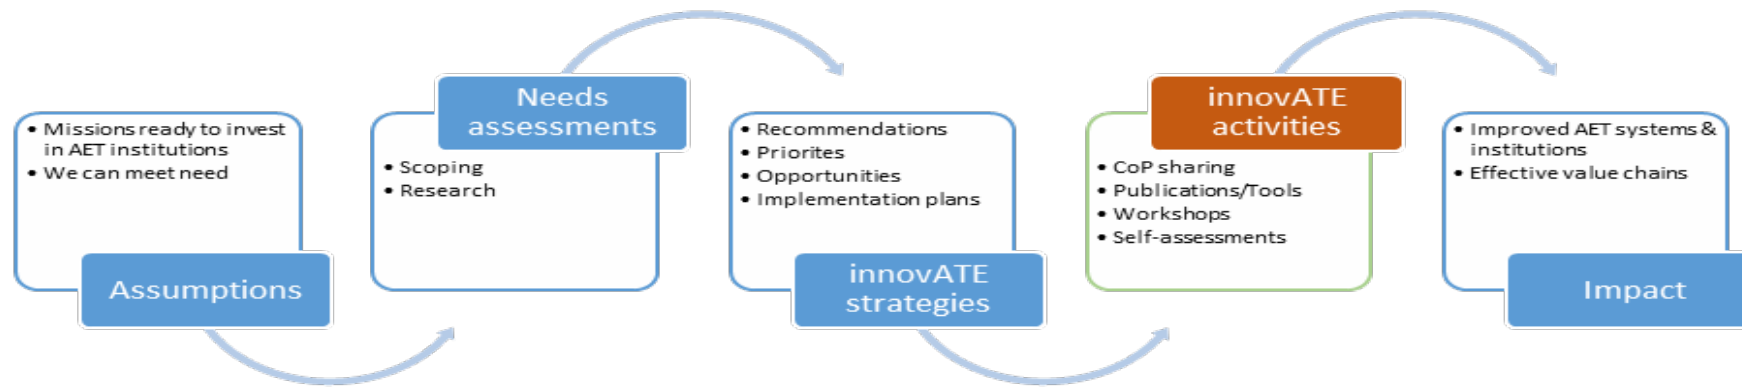 • Missions ready to invest
in AET institutions
• We can meet need
Assumptions
Needs
assessments
• Scoping
• Research
• Recommendations
• Priorites
• Opportunities
• Implementation plans
innovATE
strategies
innovATE
activities
• CoP sharing
• Publications/Tools
• Workshops
• Self-assessments
• Improved AET systems &
institutions
• Effective value chains
Impact